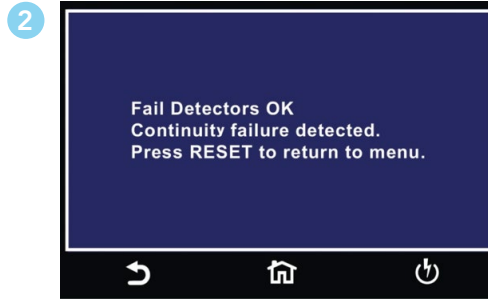 2
Fail Detectors OK
Continuity failure detected.
Press RESET to return to menu.